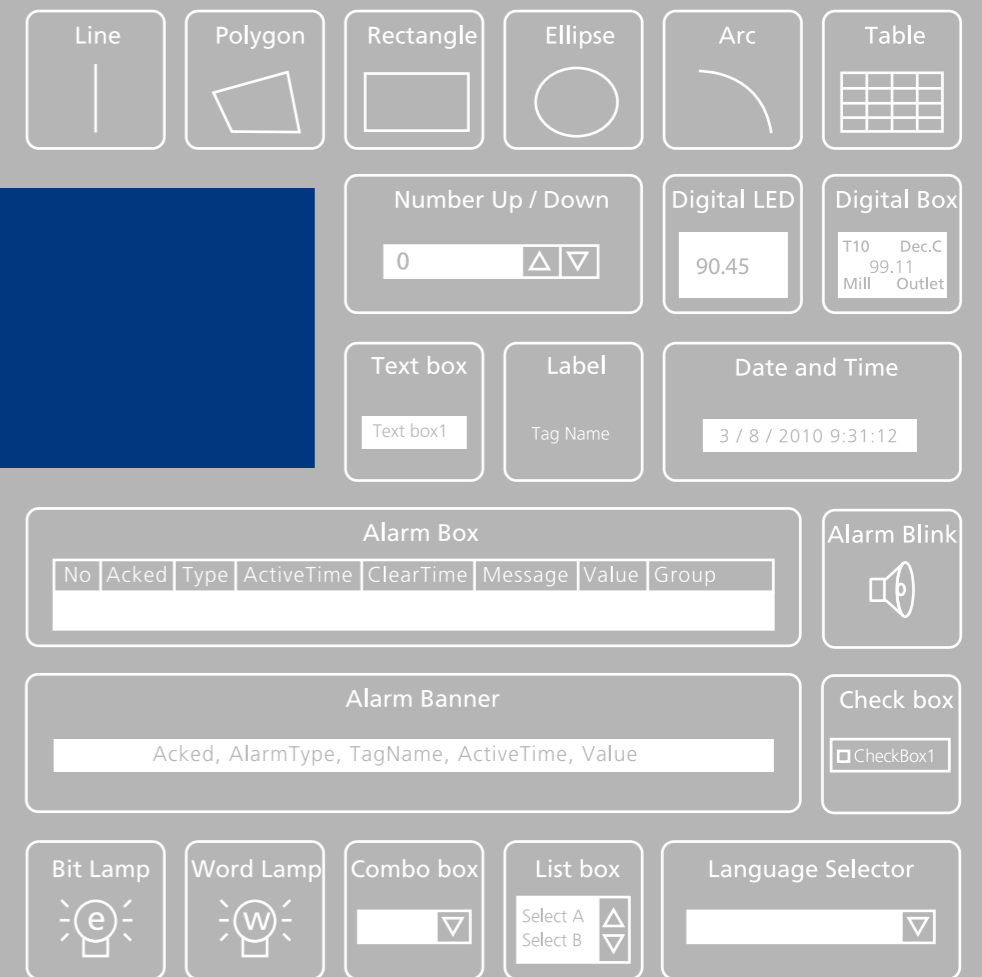 Line
Polygon
Rectangle
Ellipse
Arc
Table
Number Up / Down
0
Digital LED
90.45
Digital Box
T10 Dec.C
99.11
Mill Outlet
Text box
Text box1
Label
Tag Name
Date and Time
3 / 8 / 2010 9:31:12
Alarm Box
No Acked Type ActiveTime ClearTime Message Value Group
Alarm Blink
Alarm Banner
Acked, AlarmType, TagName, ActiveTime, Value
Check box
CheckBox1
Bit Lamp
e
Word Lamp
w
Combo box
List box
Select A
Select B
Language Selector